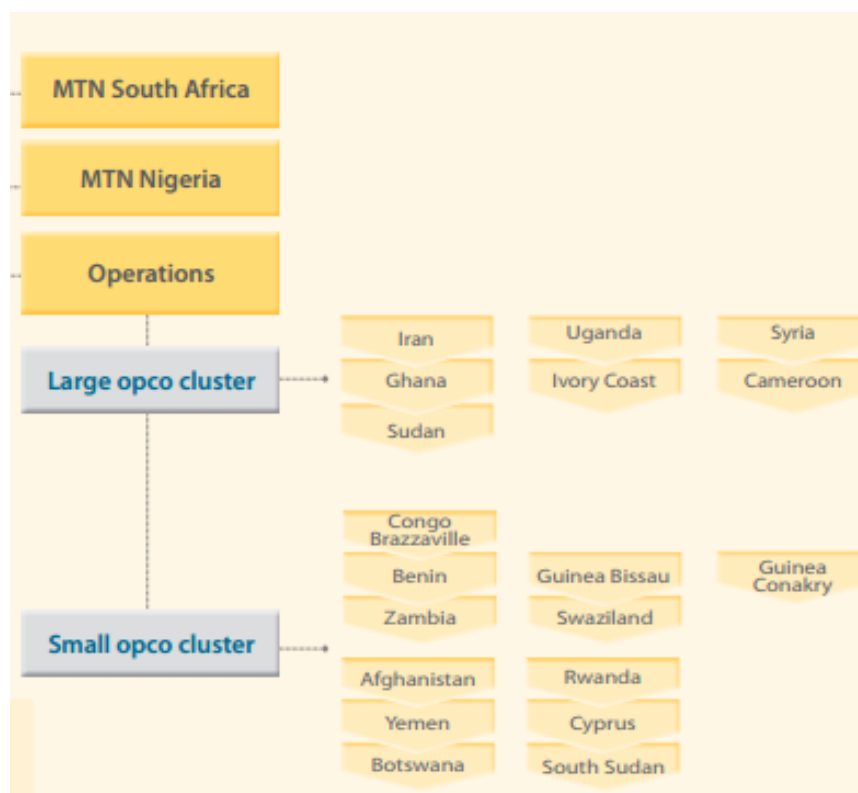 MTN South Africa
MTN Nigeria
Operations
Large opco cluster
Iran
Uganda
Syria
Ghana
Ivory Coast
Cameroon
Sudan
Small opco cluster
Congo
Brazzaville
Benin
Guinea Bissau
Guinea
Conakry
Zambia
Swaziland
Afghanistan
Rwanda
Yemen
Cyprus
Botswana
South Sudan